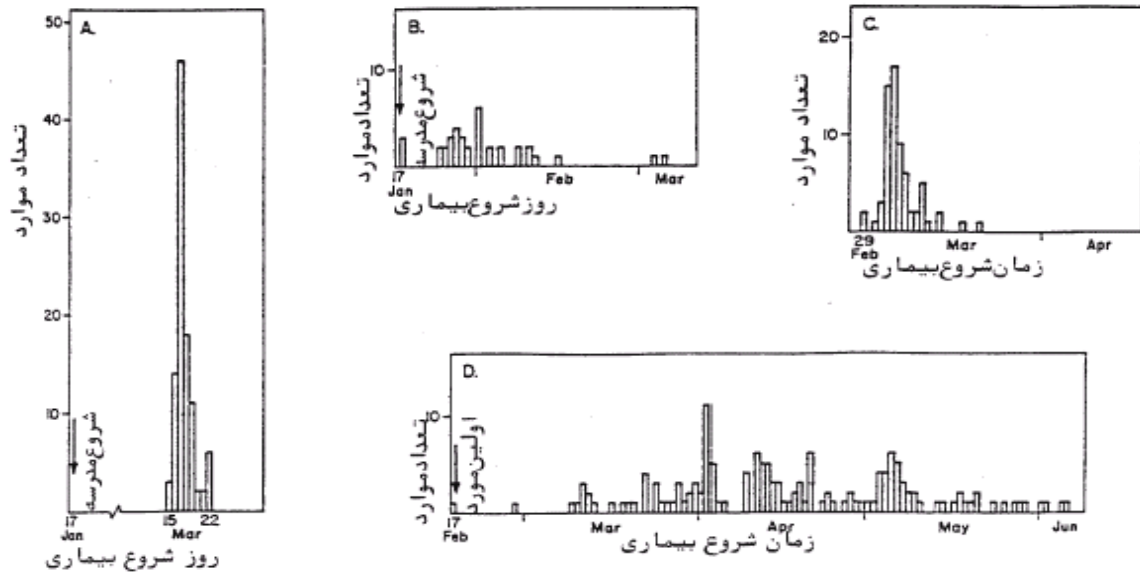 A.
50
40
30
20
10
تعداد موارد
شروع مدرسه
17
Jan
15
22
Mar
روز شروع بیماری
B.
10
تعداد موارد
شروع مدرسه
17
Jan
Feb
Mar
روز شروع بیماری
C.
20
10
تعداد موارد
29
Feb
Mar
Apr
زمان شروع بیماری
D.
10
تعداد موارد
اولین مورد
17
Feb
Mar
Apr
May
Jun
زمان شروع بیماری